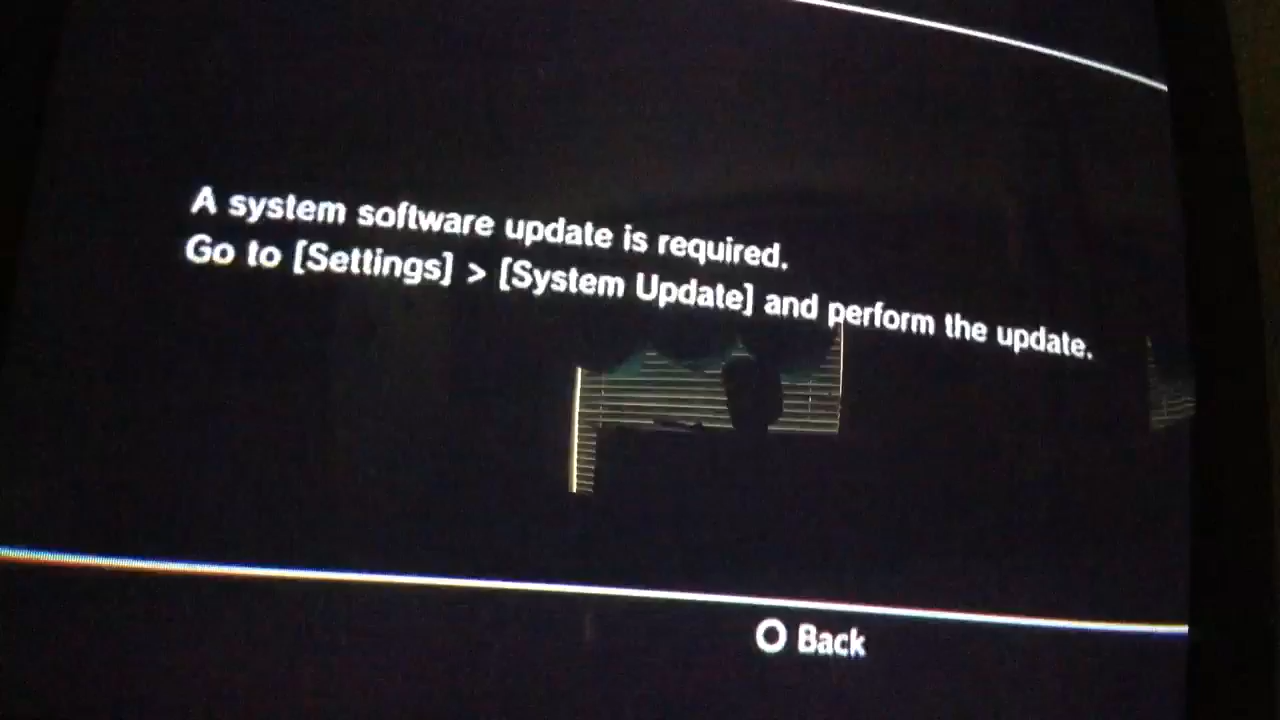 A system software update is required.
Go to [Settings] > [System Update] and perform the update.
O Back